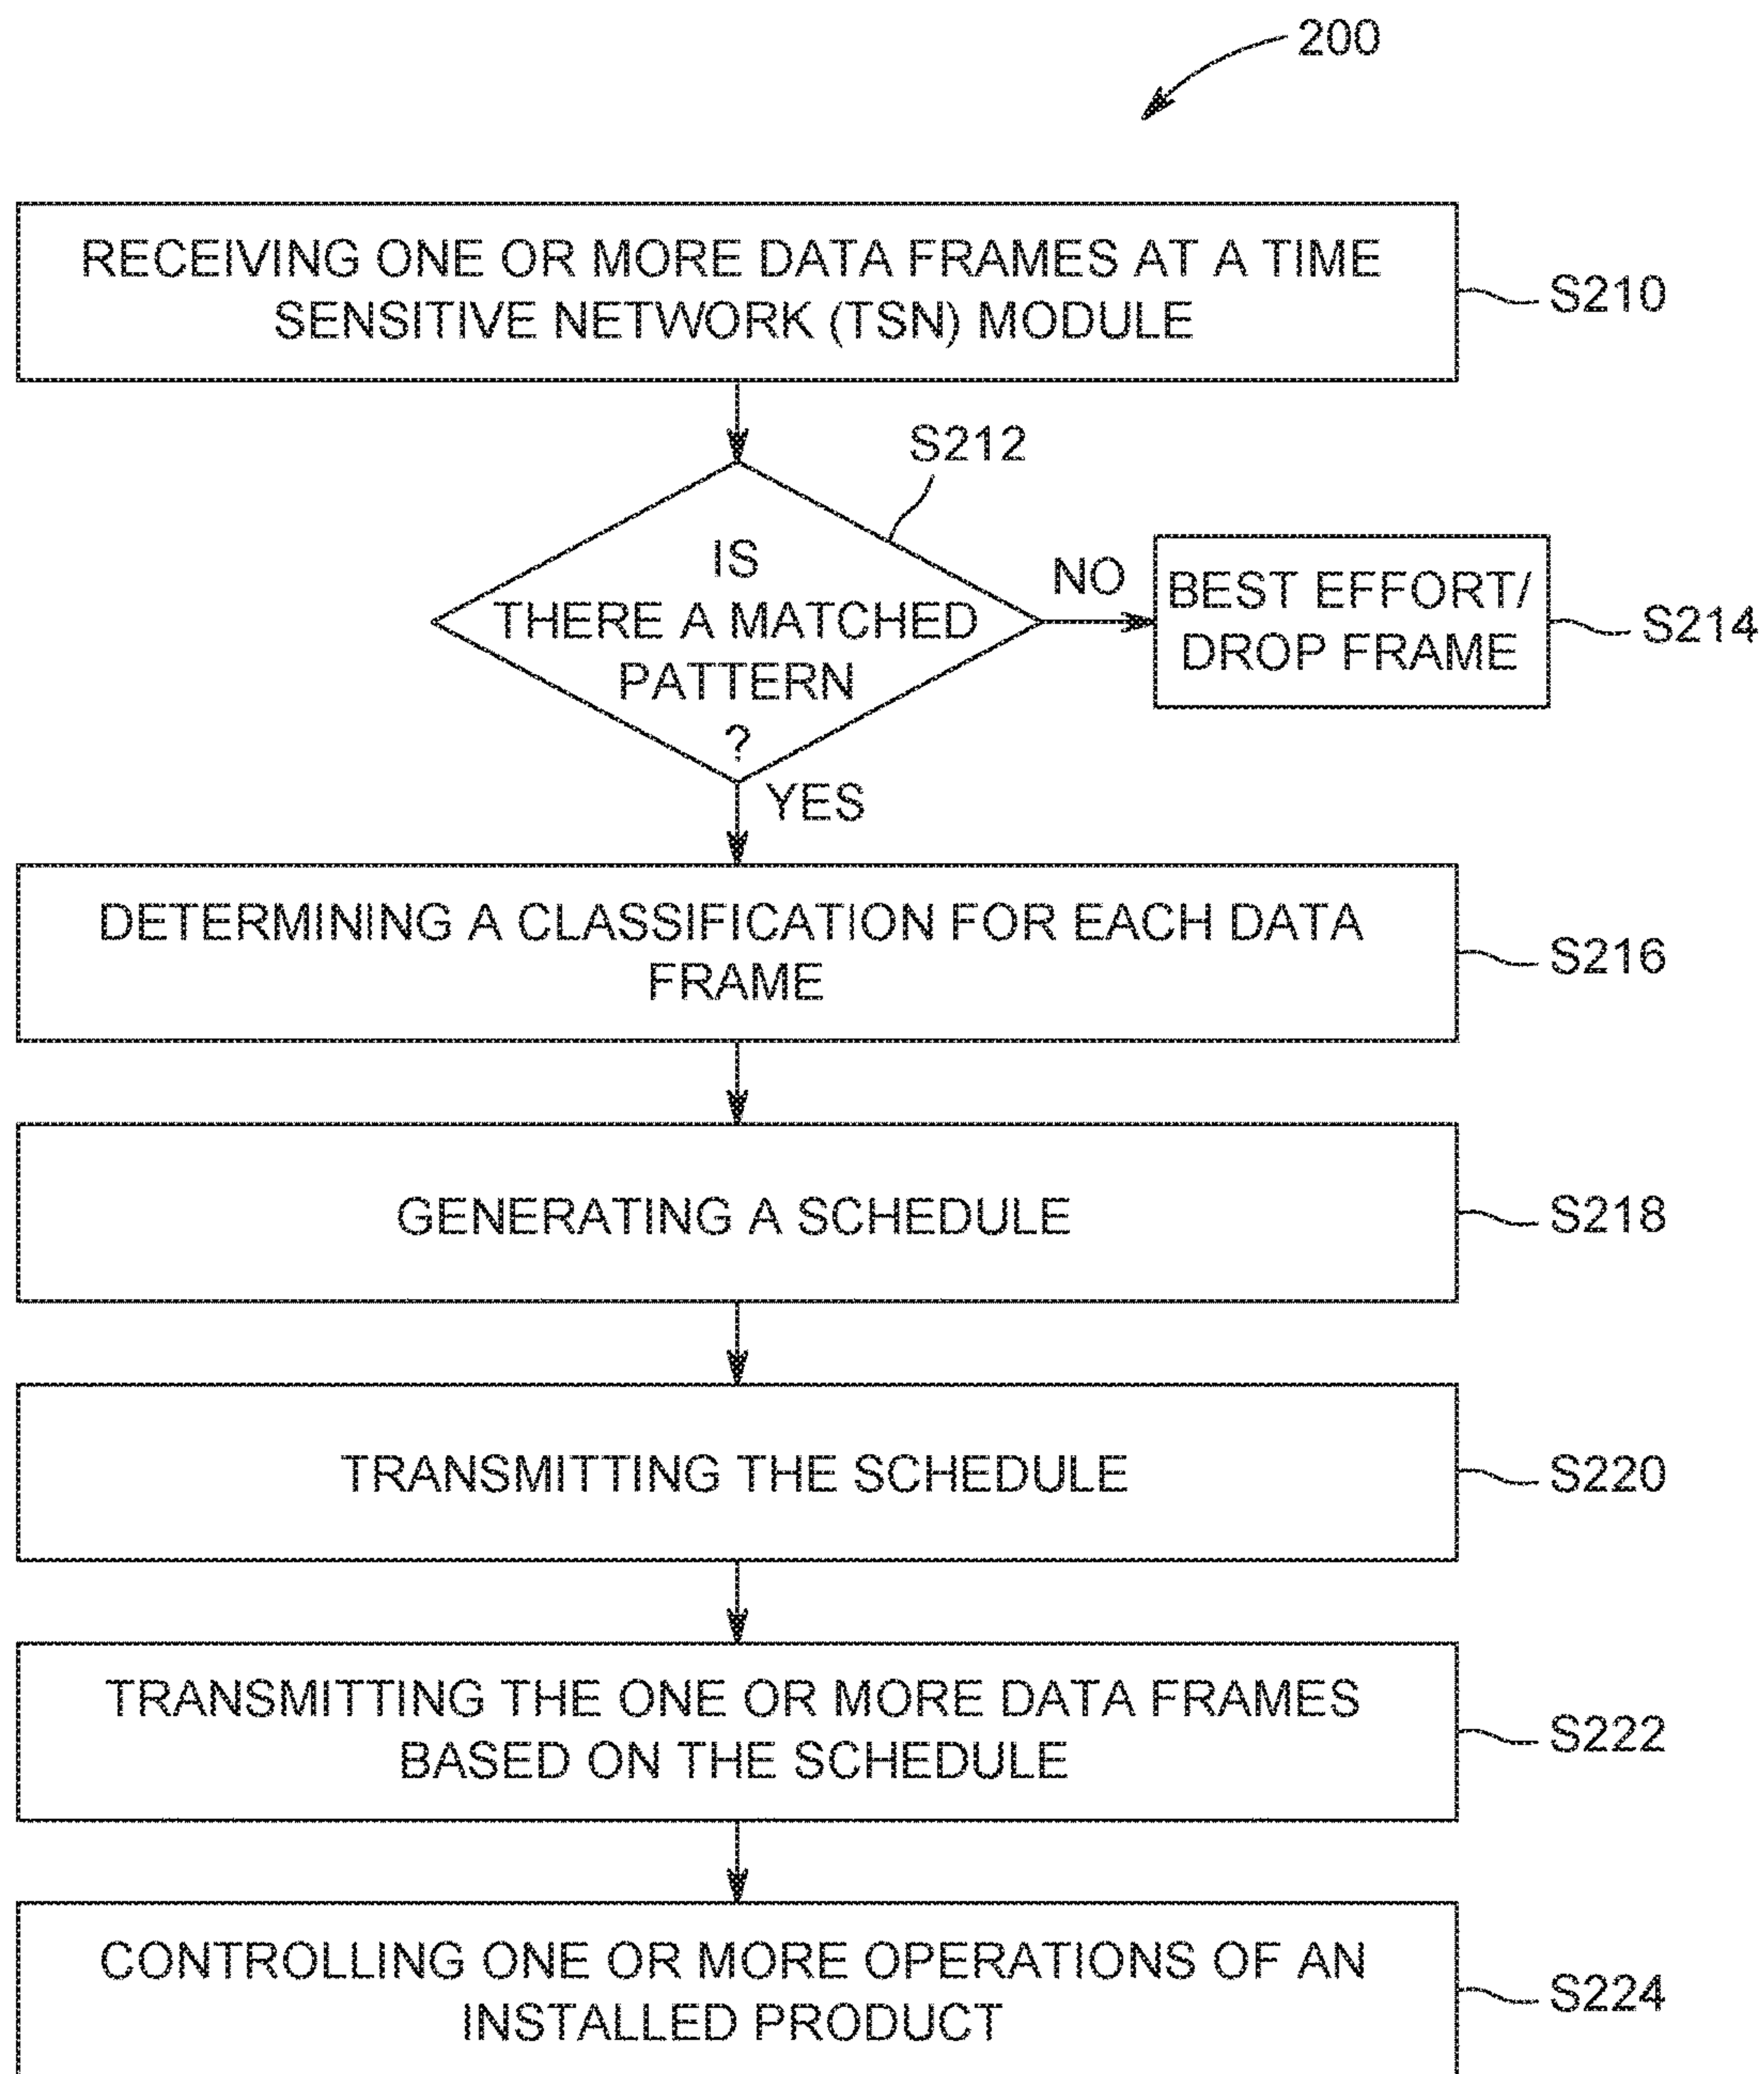 200
RECEIVING ONE OR MORE DATA FRAMES AT A TIME
SENSITIVE NETWORK (TSN) MODULE
S210
S212
IS
THERE A MATCHED
PATTERN
?
NO
BEST EFFORT/
DROP FRAME
S214
YES
DETERMINING A CLASSIFICATION FOR EACH DATA
FRAME
S216
GENERATING A SCHEDULE
S218
TRANSMITTING THE SCHEDULE
S220
TRANSMITTING THE ONE OR MORE DATA FRAMES
BASED ON THE SCHEDULE
S222
CONTROLLING ONE OR MORE OPERATIONS OF AN
INSTALLED PRODUCT
S224